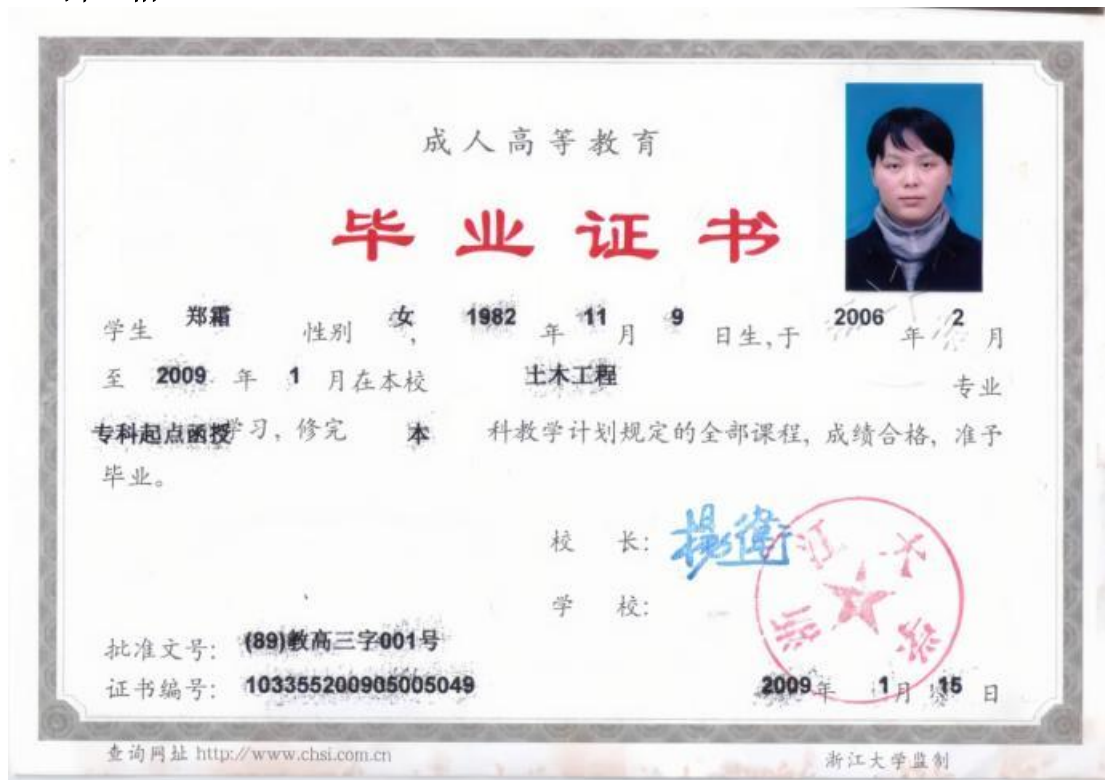 成人高等教育
毕业证书
学生 郑霜 性别 女, 1982 年 11 月 9 日生,于 2006 年 2 月
至 2009 年 1 月在本校 土木工程 专业
专科起点函授学习, 修完 本 科教学计划规定的全部课程, 成绩合格, 准予
毕业。
校 长: 杨卫
学 校:
浙江大学
批准文号: (89)教高三字001号
证书编号: 103355200905005049
2009年 1月 15 日
查询网址 http://www.chsi.com.cn
浙江大学监制